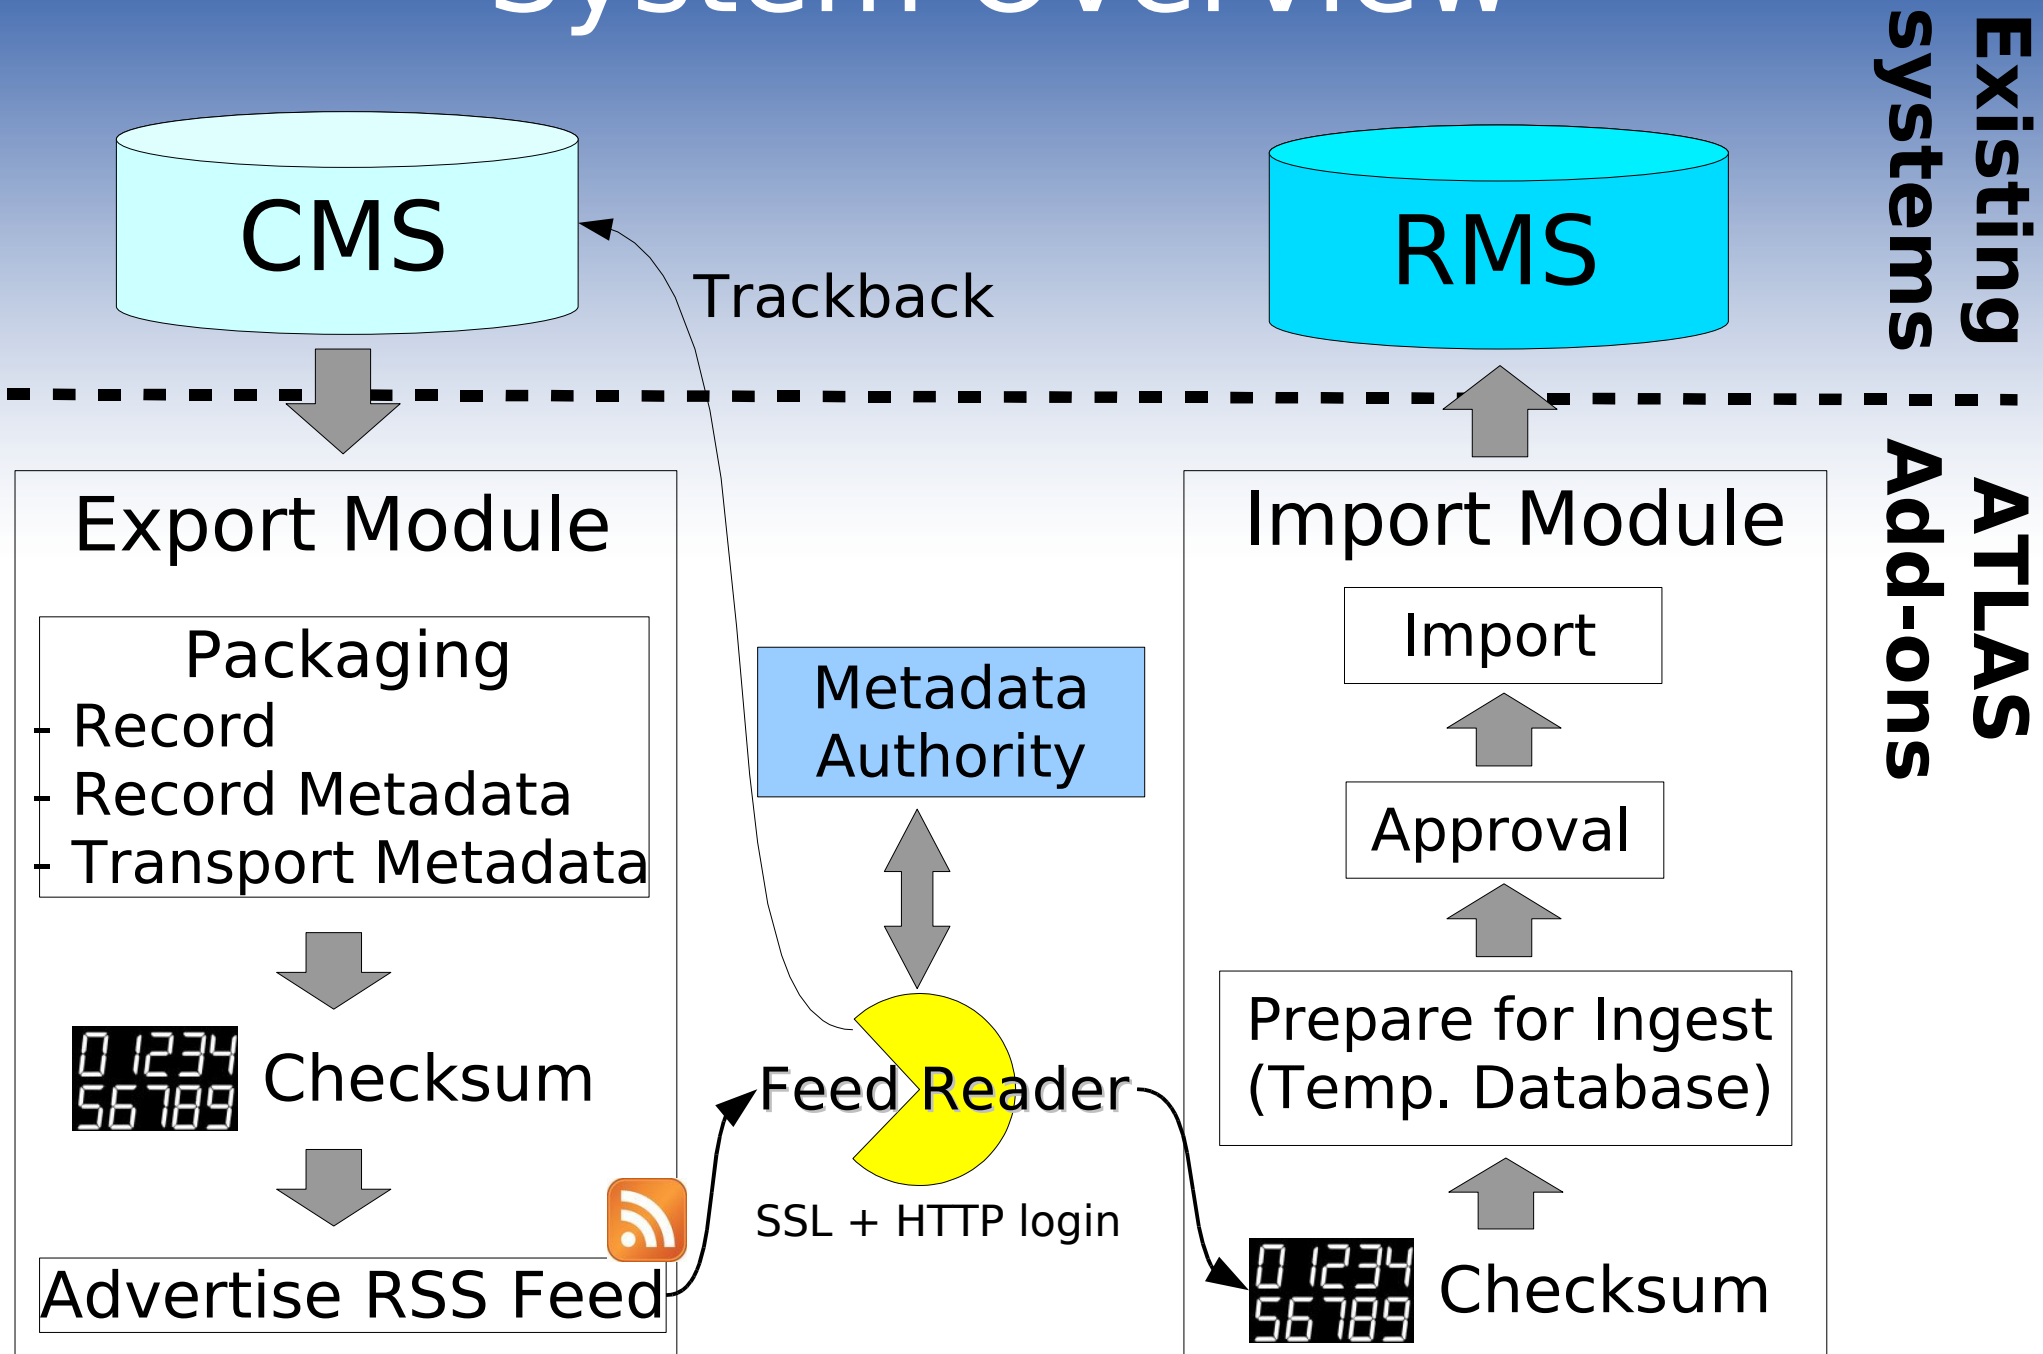 System Overview
Existing
systems
CMS
Trackback
RMS
ATLAS
Add-ons
Export Module
Packaging
- Record
- Record Metadata
- Transport Metadata
01234
56789
Checksum
Advertise RSS Feed
Metadata
Authority
Feed Reader
SSL + HTTP login
Import Module
Import
Approval
Prepare for Ingest
(Temp. Database)
01234
56789
Checksum